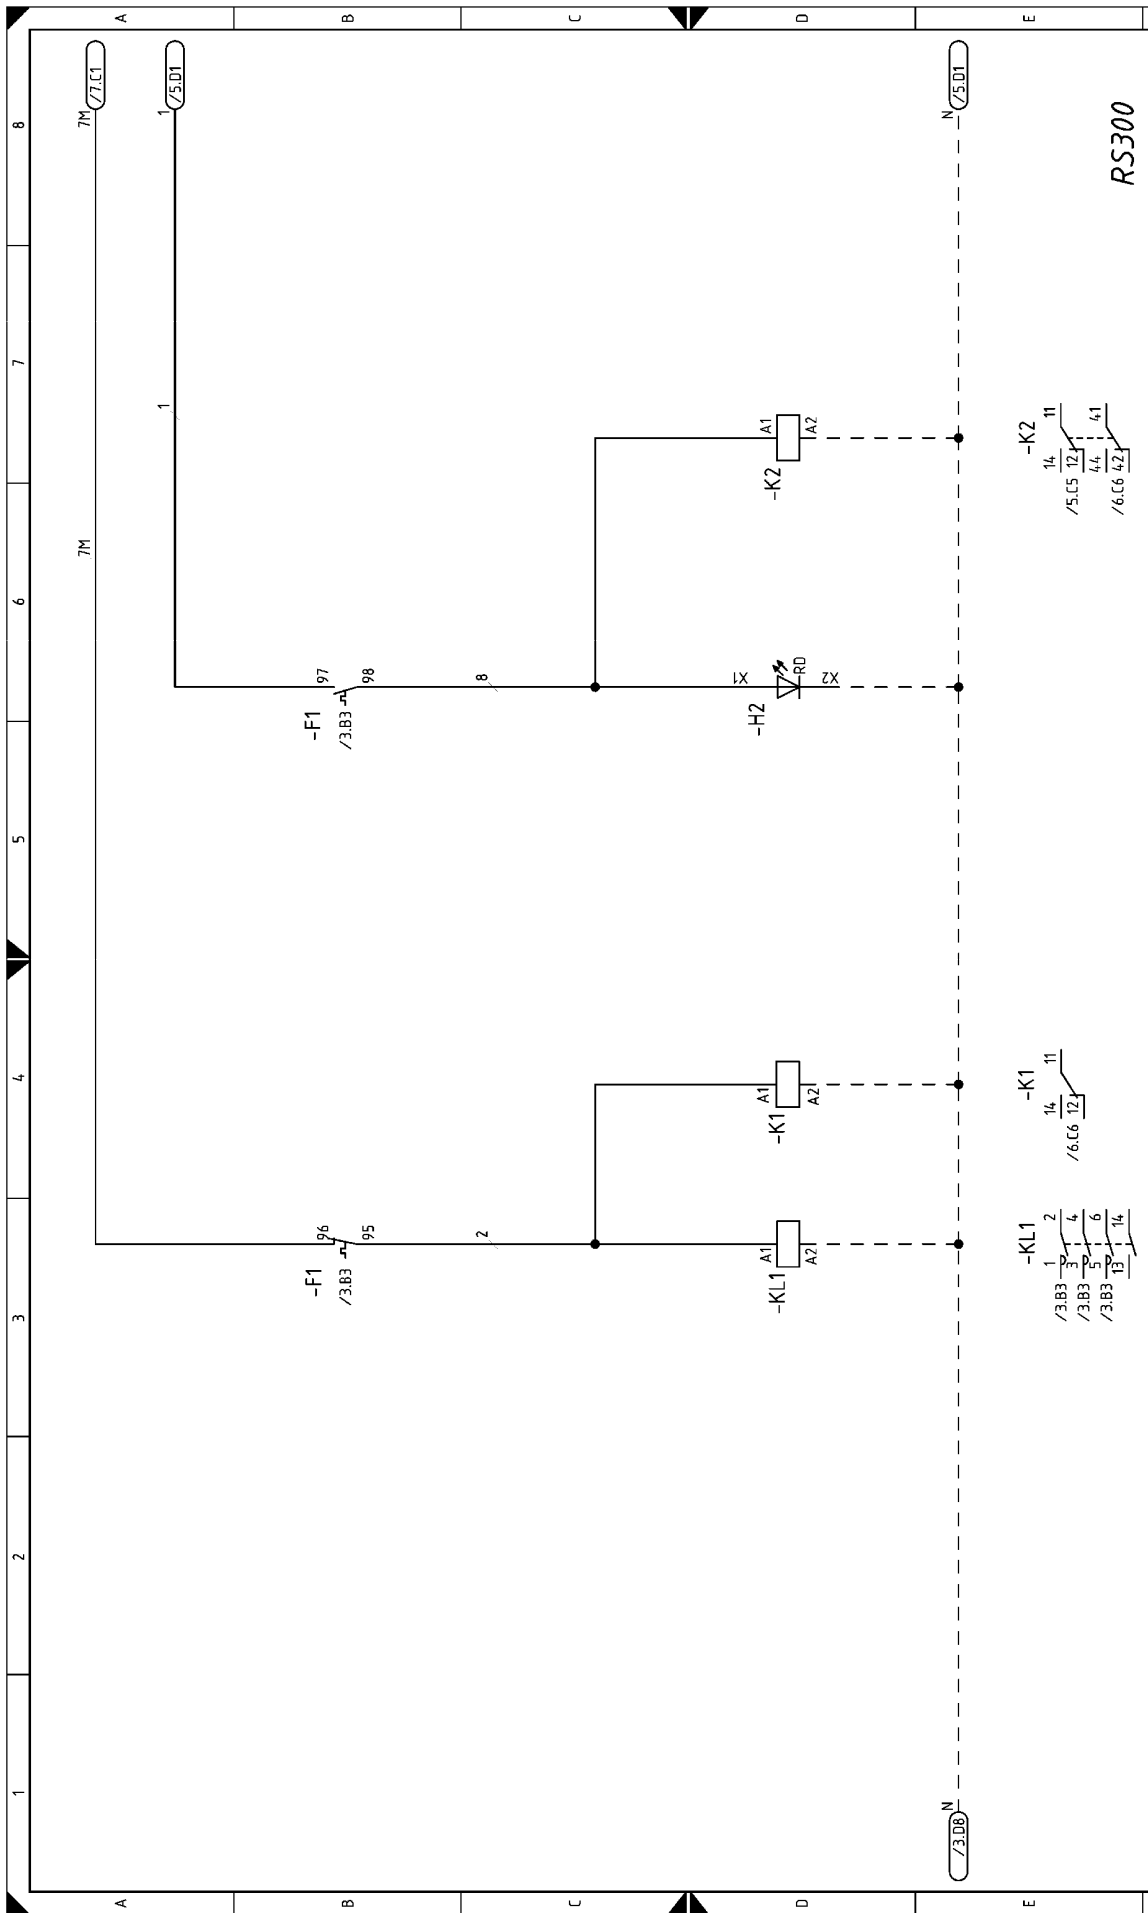 1 2 3 4 5 6 7 8
A
A
/7.C1
7M
7M
/5.D1
1
1
B
B
-F1
/3.B3
96
95
-F1
/3.B3
97
98
2
8
C
C
D
D
-KL1
A1
A2
-K1
A1
A2
-H2
X1
RD
X2
-K2
A1
A2
/3.D8
N
N
/5.D1
E
E
-KL1
/3.B3 1 2
/3.B3 3 4
/3.B3 5 6
13 14
-K1
14
/6.C6 12 11
-K2
14
/5.C5 12 11
44
/6.C6 42 41
RS300